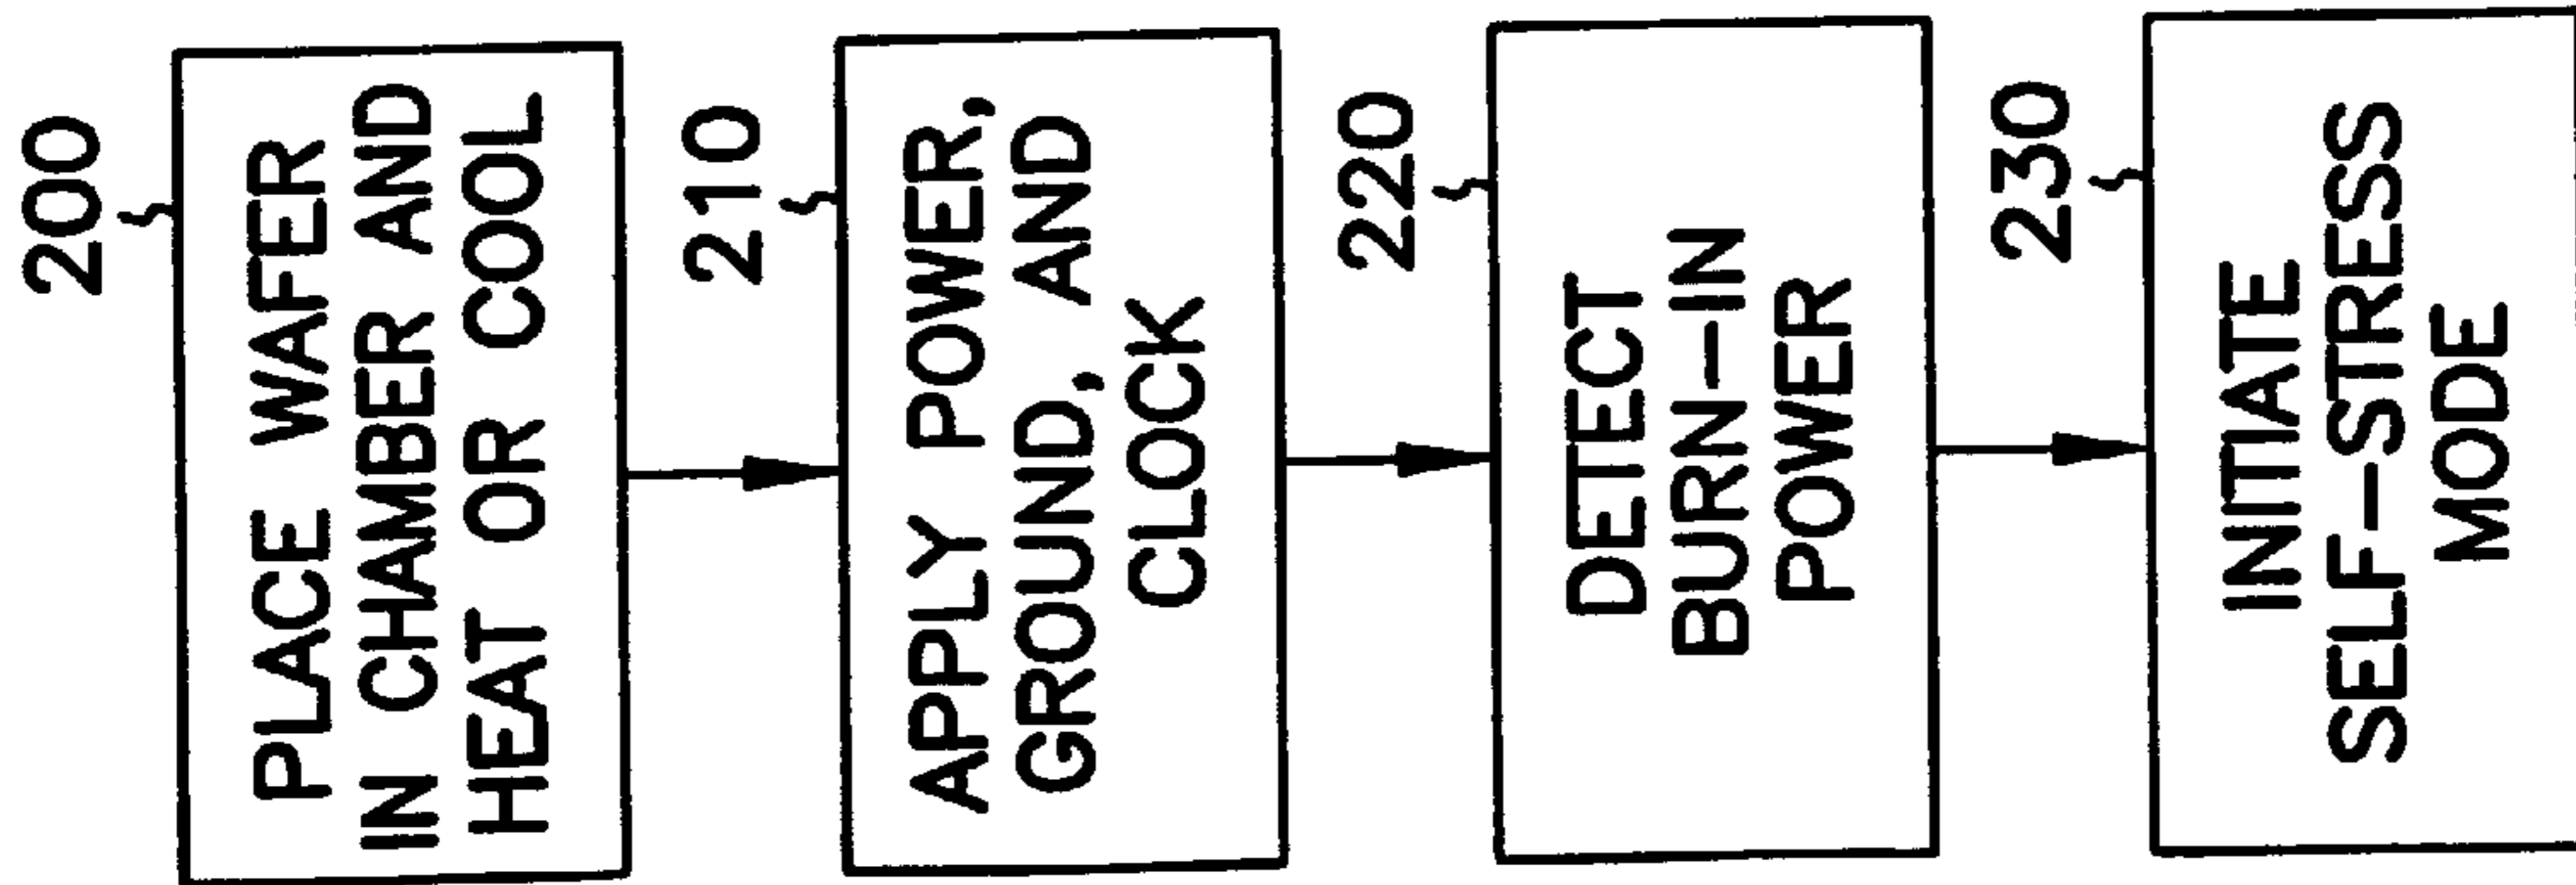 200
PLACE WAFER
IN CHAMBER AND
HEAT OR COOL
210
APPLY POWER,
GROUND, AND
CLOCK
220
DETECT
BURN–IN
POWER
230
INITIATE
SELF–STRESS
MODE